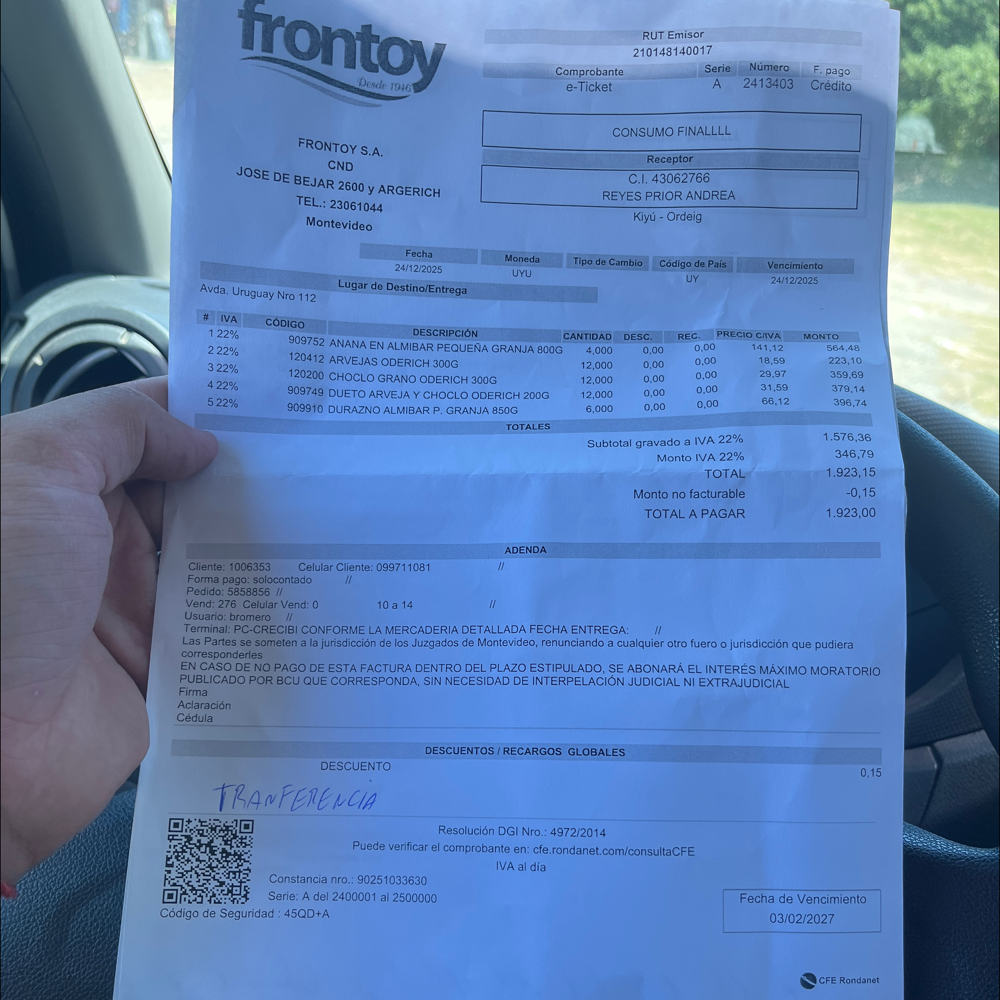 frontoy
Desde 1946
FRONTOY S.A.
CND
JOSE DE BEJAR 2600 y ARGERICH
TEL.: 23061044
Montevideo
RUT Emisor
210148140017
Comprobante Serie Número F. pago
e-Ticket A 2413403 Crédito
CONSUMO FINALLLL
Receptor
C.I. 43062766
REYES PRIOR ANDREA
Kiyú - Ordeig
Fecha Moneda Tipo de Cambio Código de País Vencimiento
24/12/2025 UYU UY 24/12/2025
Lugar de Destino/Entrega
Avda. Uruguay Nro 112
# IVA CÓDIGO DESCRIPCIÓN CANTIDAD DESC. REC. PRECIO C/IVA MONTO
1 22% 909752 ANANA EN ALMIBAR PEQUEÑA GRANJA 800G 4,000 0,00 0,00 141,12 564,48
2 22% 120412 ARVEJAS ODERICH 300G 12,000 0,00 0,00 18,59 223,10
3 22% 120200 CHOCLO GRANO ODERICH 300G 12,000 0,00 0,00 29,97 359,69
4 22% 909749 DUETO ARVEJA Y CHOCLO ODERICH 200G 12,000 0,00 0,00 31,59 379,14
5 22% 909910 DURAZNO ALMIBAR P. GRANJA 850G 6,000 0,00 0,00 66,12 396,74
TOTALES
Subtotal gravado a IVA 22% 1.576,36
Monto IVA 22% 346,79
TOTAL 1.923,15
Monto no facturable -0,15
TOTAL A PAGAR 1.923,00
ADENDA
Cliente: 1006353 Celular Cliente: 099711081 //
Forma pago: solocontado //
Pedido: 5858856 //
Vend: 276 Celular Vend: 0 10 a 14 //
Usuario: bromero //
Terminal: PC-CRECIBI CONFORME LA MERCADERIA DETALLADA FECHA ENTREGA: //
Las Partes se someten a la jurisdicción de los Juzgados de Montevideo, renunciando a cualquier otro fuero o jurisdicción que pudiera
corresponderles
EN CASO DE NO PAGO DE ESTA FACTURA DENTRO DEL PLAZO ESTIPULADO, SE ABONARÁ EL INTERÉS MÁXIMO MORATORIO
PUBLICADO POR BCU QUE CORRESPONDA, SIN NECESIDAD DE INTERPELACIÓN JUDICIAL NI EXTRAJUDICIAL
Firma
Aclaración
Cédula
DESCUENTOS / RECARGOS GLOBALES
DESCUENTO 0,15
TRANFERENCIA
Resolución DGI Nro.: 4972/2014
Puede verificar el comprobante en: cfe.rondanet.com/consultaCFE
IVA al día
Constancia nro.: 90251033630
Serie: A del 2400001 al 2500000
Código de Seguridad : 45QD+A
Fecha de Vencimiento
03/02/2027
CFE Rondanet